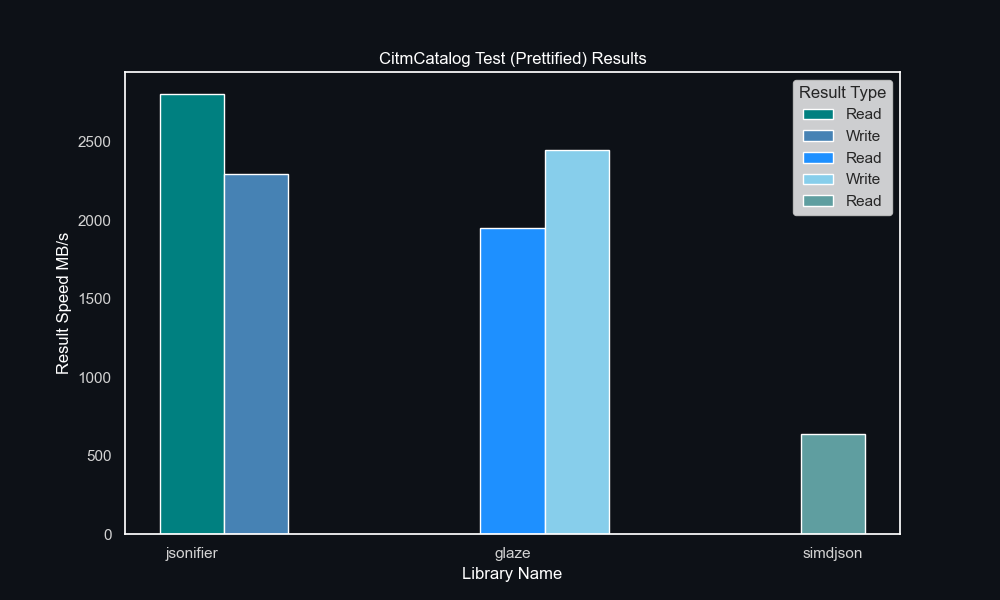 CitmCatalog Test (Prettified) Results
Result Type
Read
Write
Read
Write
Read
Result Speed MB/s
2500
2000
1500
1000
500
0
jsonifier glaze simdjson
Library Name